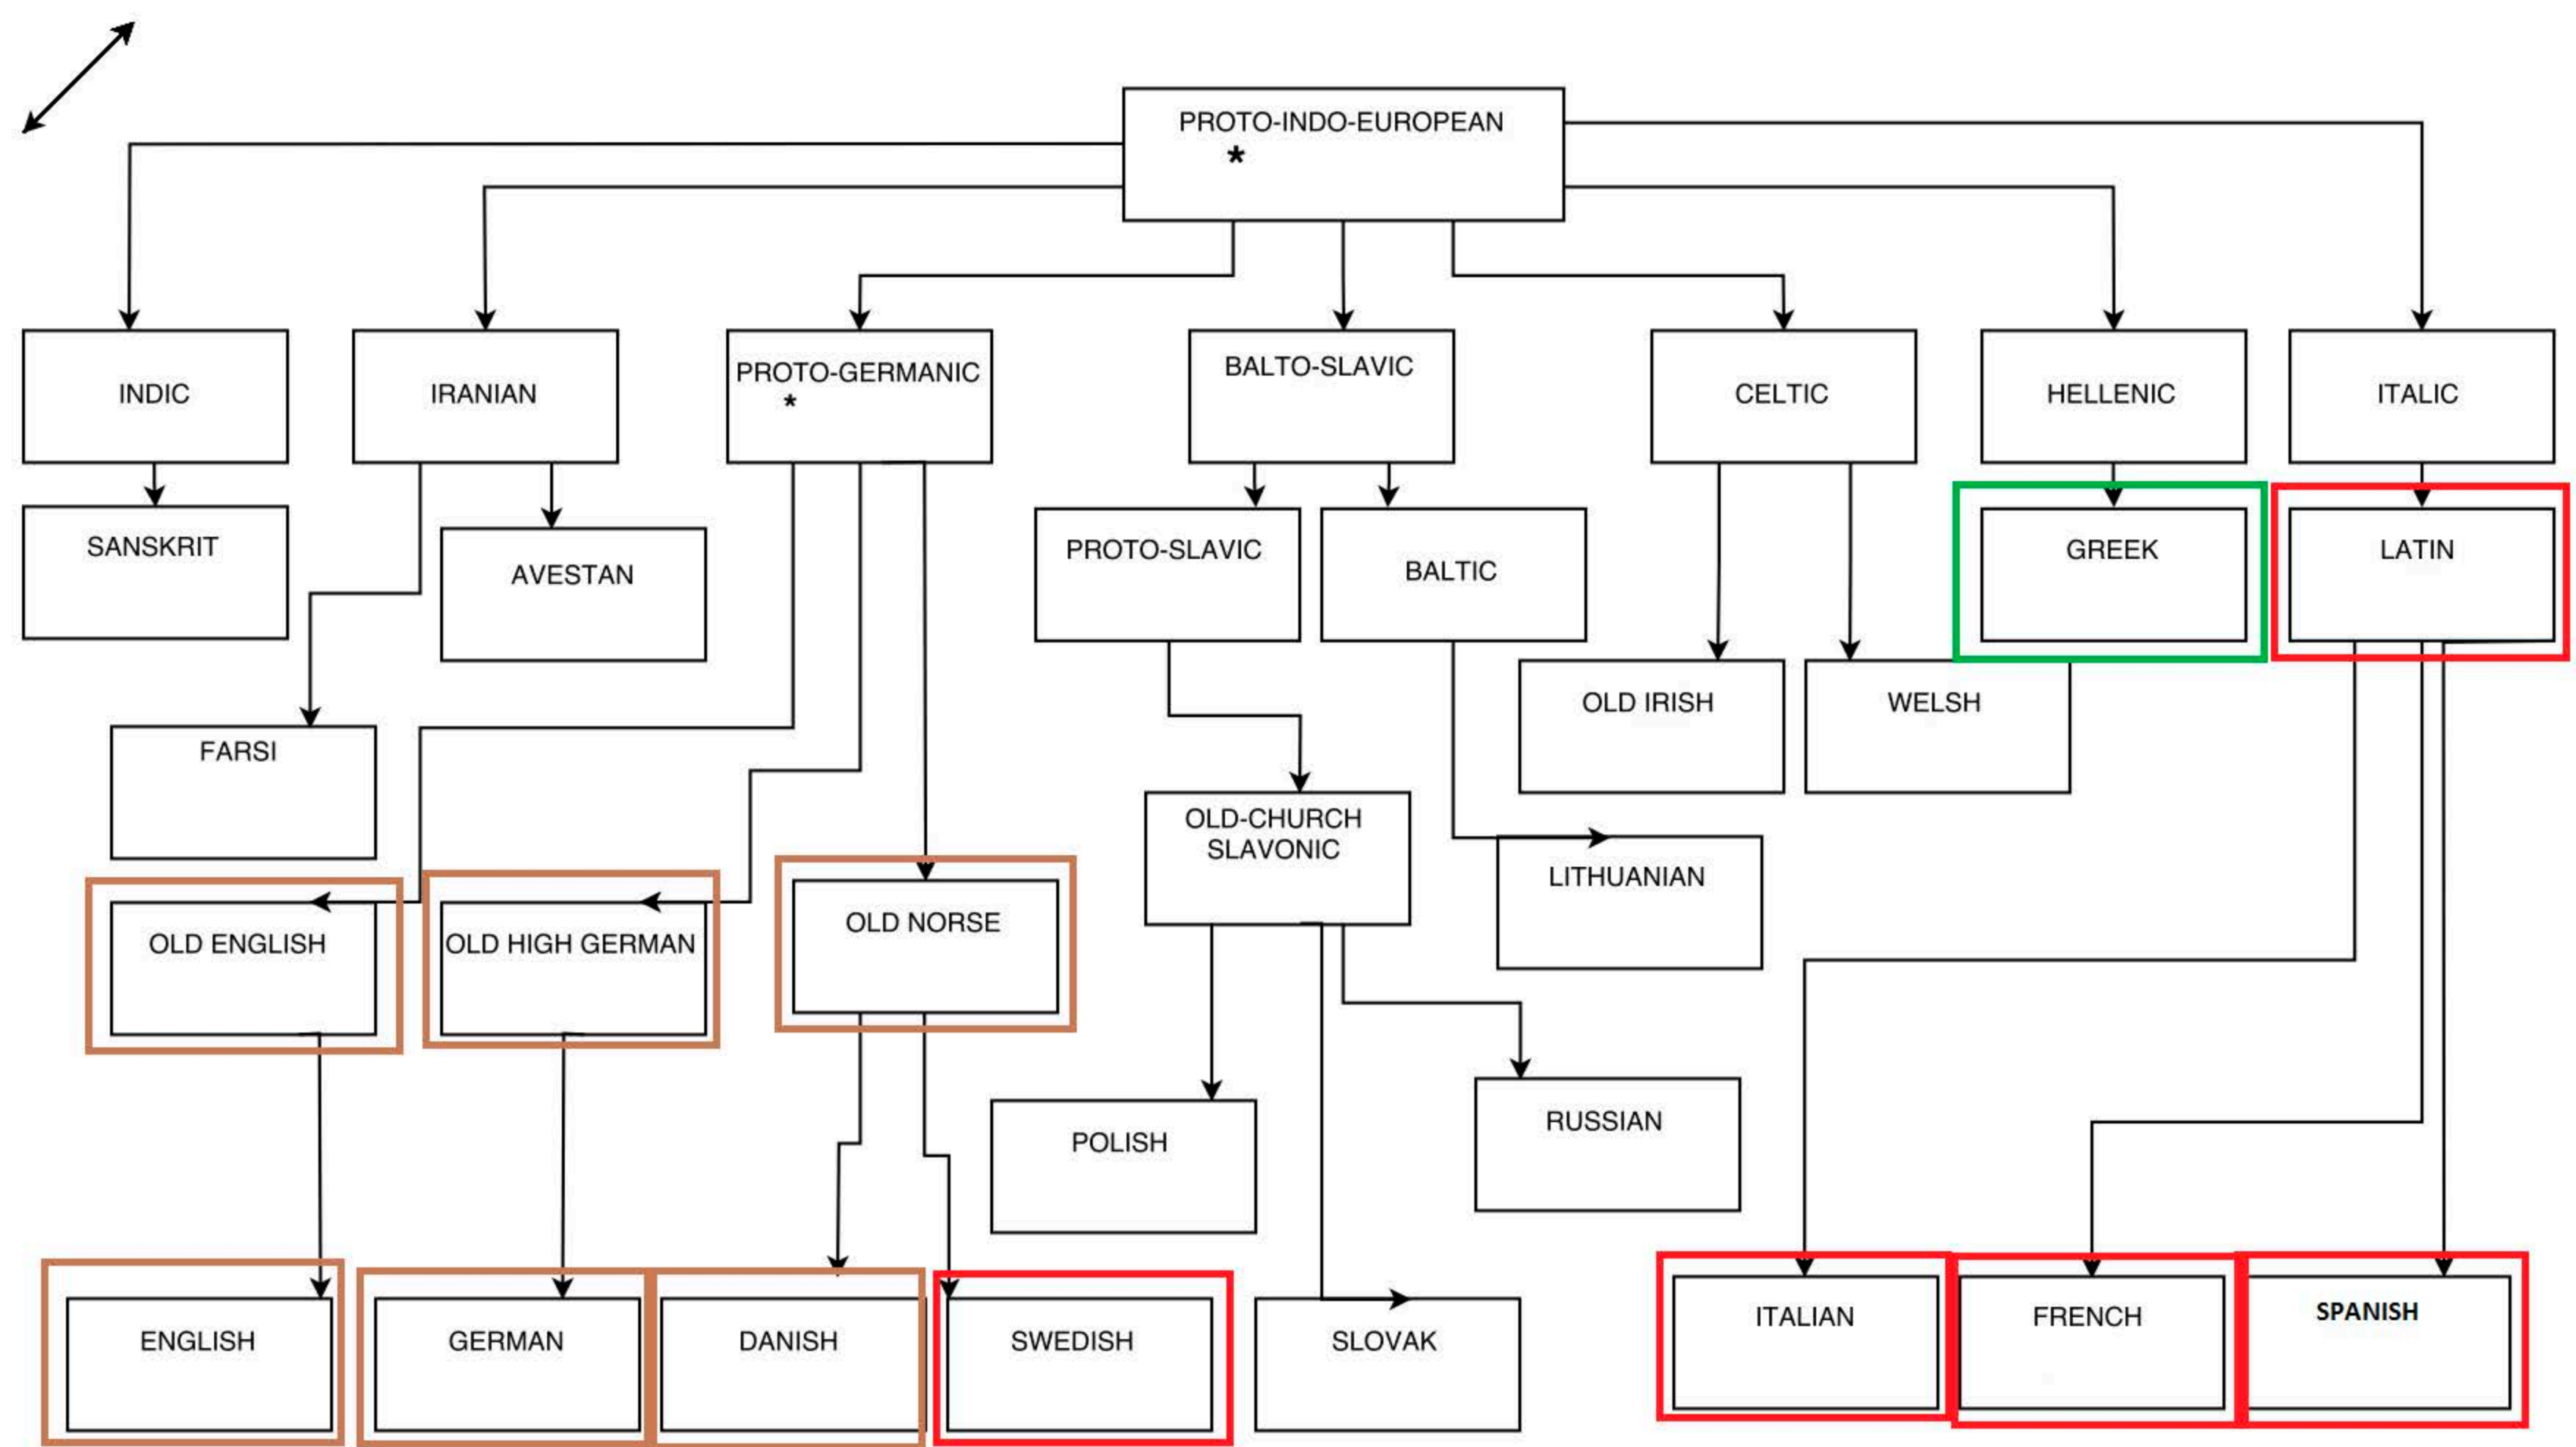 PROTO-INDO-EUROPEAN
*
INDIC
IRANIAN
PROTO-GERMANIC
*
BALTO-SLAVIC
CELTIC
HELLENIC
ITALIC
SANSKRIT
AVESTAN
PROTO-SLAVIC
BALTIC
GREEK
LATIN
OLD IRISH
WELSH
FARSI
OLD-CHURCH
SLAVONIC
LITHUANIAN
OLD ENGLISH
OLD HIGH GERMAN
OLD NORSE
POLISH
RUSSIAN
ENGLISH
GERMAN
DANISH
SWEDISH
SLOVAK
ITALIAN
FRENCH
SPANISH